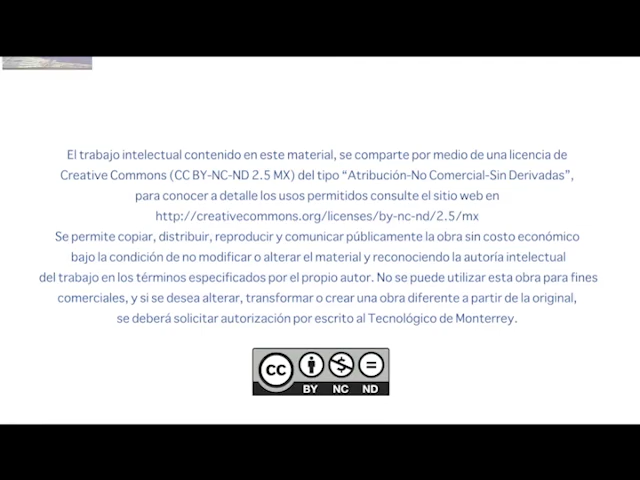 El trabajo intelectual contenido en este material, se comparte por medio de una licencia de
Creative Commons (CC BY-NC-ND 2.5 MX) del tipo “Atribución-No Comercial-Sin Derivadas”,
para conocer a detalle los usos permitidos consulte el sitio web en
http://creativecommons.org/licenses/by-nc-nd/2.5/mx
Se permite copiar, distribuir, reproducir y comunicar públicamente la obra sin costo económico
bajo la condición de no modificar o alterar el material y reconociendo la autoría intelectual
del trabajo en los términos especificados por el propio autor. No se puede utilizar esta obra para fines
comerciales, y si se desea alterar, transformar o crear una obra diferente a partir de la original,
se deberá solicitar autorización por escrito al Tecnológico de Monterrey.
cc
BY NC ND